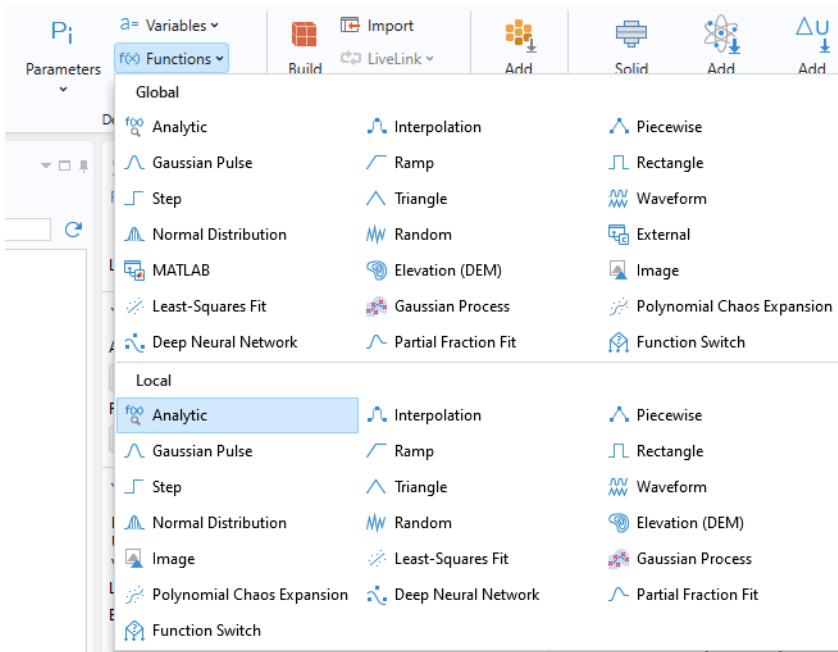 Pi
a= Variables
ΔU
Import
Parameters
f(x) Functions
Build
LiveLink
Add
Solid
Add
Add
Global
f(x) Analytic
Interpolation
Piecewise
Gaussian Pulse
Ramp
Rectangle
Step
Triangle
Waveform
Normal Distribution
Random
External
MATLAB
Elevation (DEM)
Image
Least-Squares Fit
Gaussian Process
Polynomial Chaos Expansion
Deep Neural Network
Partial Fraction Fit
Function Switch
Local
f(x) Analytic
Interpolation
Piecewise
Gaussian Pulse
Ramp
Rectangle
Step
Triangle
Waveform
Normal Distribution
Random
Elevation (DEM)
Image
Least-Squares Fit
Gaussian Process
Polynomial Chaos Expansion
Deep Neural Network
Partial Fraction Fit
Function Switch